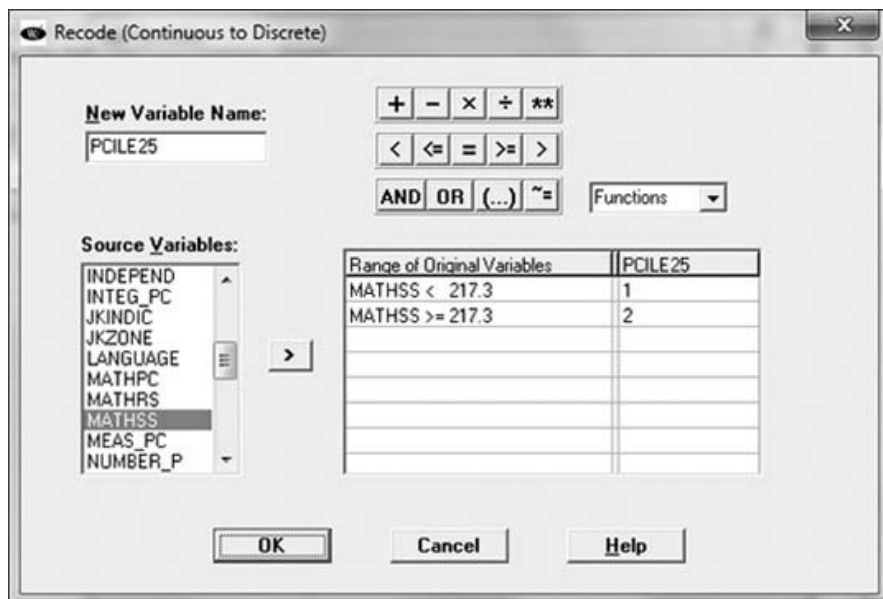 Recode (Continuous to Discrete)
X
New Variable Name:
PCILE25
+ − × ÷ **
< <= = >= >
AND OR (...) ~=
Functions
Source Variables:
INDEPEND
INTEG_PC
JKINDIC
JKZONE
LANGUAGE
MATHPC
MATHRS
MATHSS
MEAS_PC
NUMBER_P
>
Range of Original Variables PCILE25
MATHSS < 217.3 1
MATHSS >= 217.3 2
OK Cancel Help